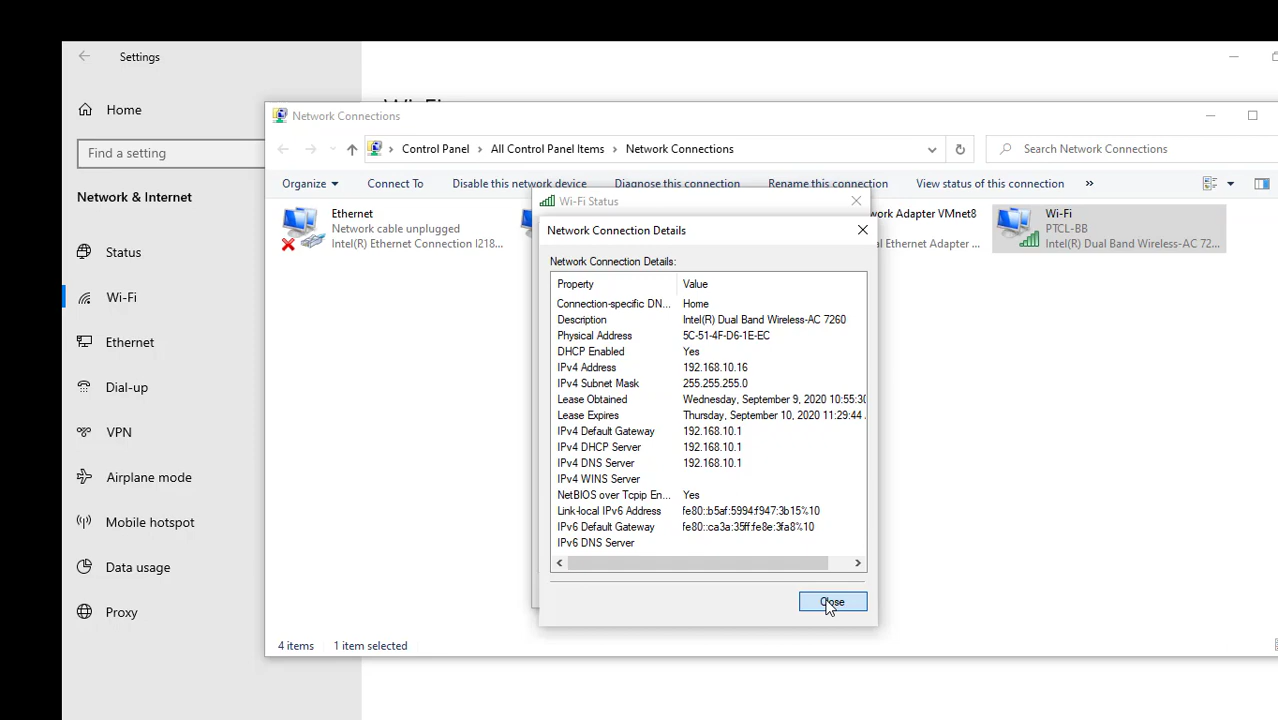 Settings
Home
Find a setting
Network & Internet
Status
Wi-Fi
Ethernet
Dial-up
VPN
Airplane mode
Mobile hotspot
Data usage
Proxy
Network Connections
Control Panel > All Control Panel Items > Network Connections
Search Network Connections
Organize Connect To Disable this network device Diagnose this connection Rename this connection View status of this connection »
Ethernet
Network cable unplugged
Intel(R) Ethernet Connection I218...
work Adapter VMnet8
al Ethernet Adapter ...
Wi-Fi
PTCL-BB
Intel(R) Dual Band Wireless-AC 72...
Wi-Fi Status
Network Connection Details
Network Connection Details:
Property Value
Connection-specific DN... Home
Description Intel(R) Dual Band Wireless-AC 7260
Physical Address 5C-51-4F-D6-1E-EC
DHCP Enabled Yes
IPv4 Address 192.168.10.16
IPv4 Subnet Mask 255.255.255.0
Lease Obtained Wednesday, September 9, 2020 10:55:30
Lease Expires Thursday, September 10, 2020 11:29:44
IPv4 Default Gateway 192.168.10.1
IPv4 DHCP Server 192.168.10.1
IPv4 DNS Server 192.168.10.1
IPv4 WINS Server
NetBIOS over Tcpip En... Yes
Link-local IPv6 Address fe80::b5af:5994:f947:3b15%10
IPv6 Default Gateway fe80::ca3a:35ff:fe8e:3fa8%10
IPv6 DNS Server
Close
4 items 1 item selected